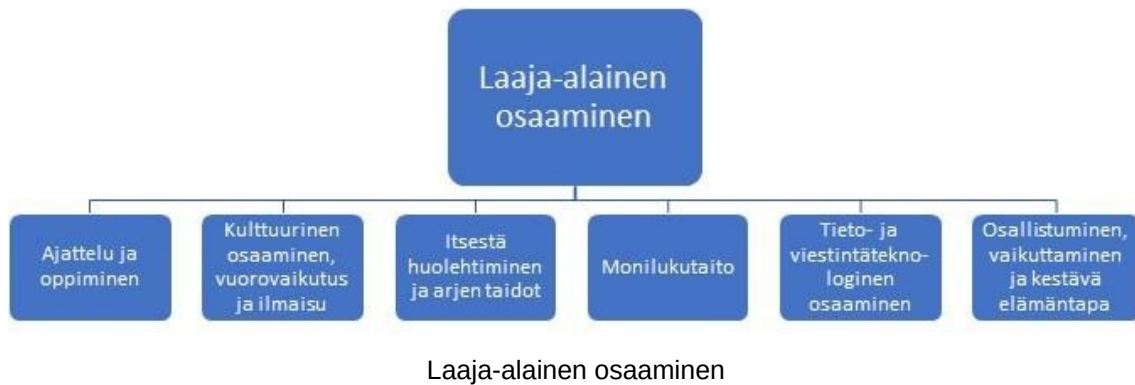 Laaja-alainen
osaaminen
Ajattelu ja
oppiminen
Kulttuurinen
osaaminen,
vuorovaikutus
ja ilmaisu
Itsestä
huolehtiminen
ja arjen taidot
Monilukutaito
Tieto- ja
viestintätekno-
loginen
osaaminen
Osallistuminen,
vaikuttaminen
ja kestävä
elämäntapa
Laaja-alainen osaaminen